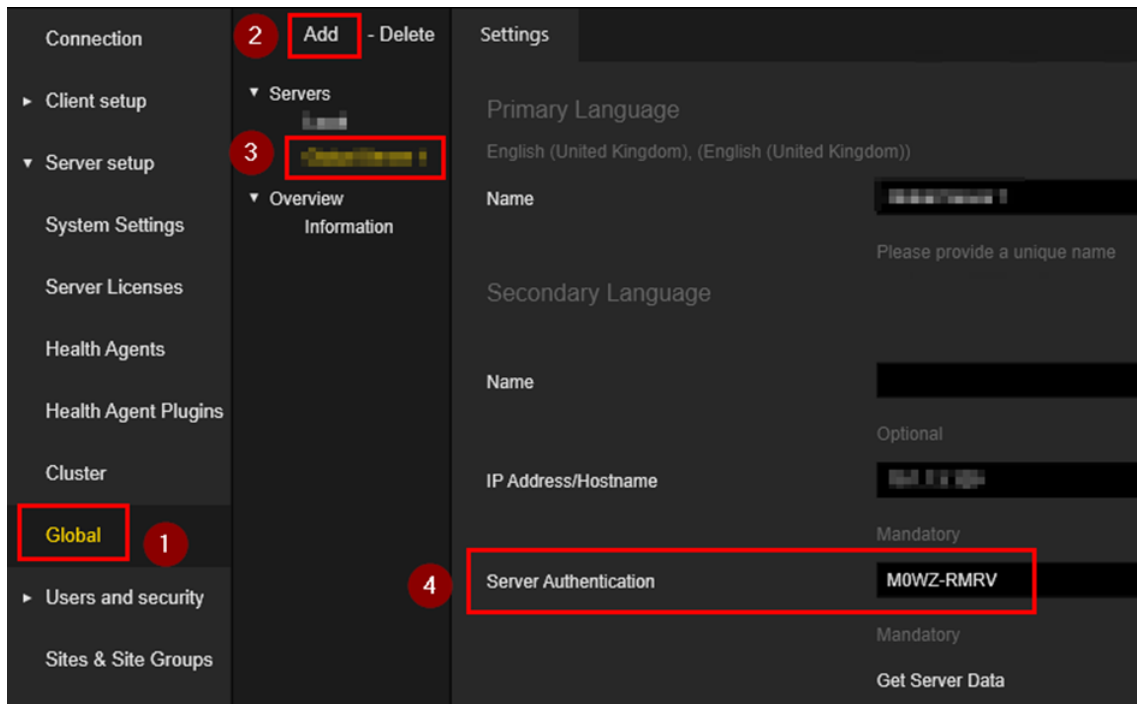 Connection
Client setup
Server setup
System Settings
Server Licenses
Health Agents
Health Agent Plugins
Cluster
Global
1
Users and security
Sites & Site Groups
2
Add
- Delete
Servers
3
Overview
Information
Settings
Primary Language
English (United Kingdom), (English (United Kingdom))
Name
Please provide a unique name
Secondary Language
Name
Optional
IP Address/Hostname
Mandatory
4
Server Authentication
M0WZ-RMRV
Mandatory
Get Server Data